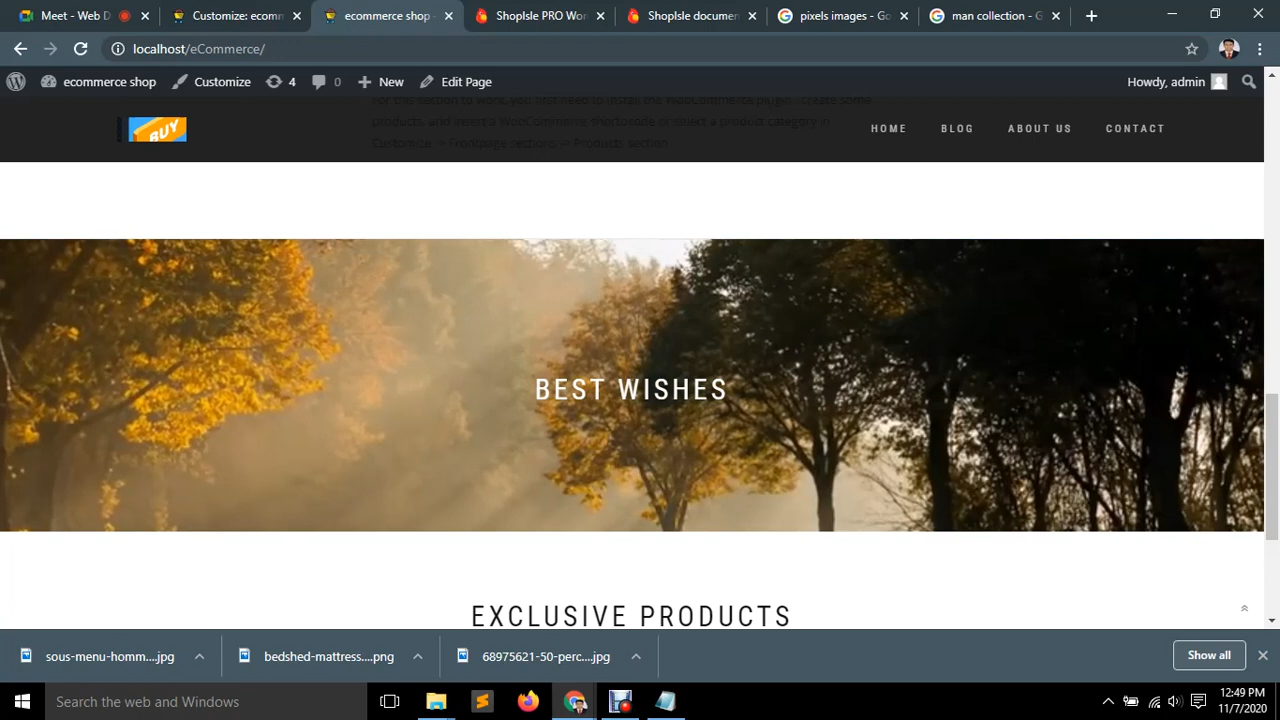 Meet - Web D
Customize: ecomm
ecommerce shop -
ShopIsle PRO Wor
ShopIsle documen
pixels images - Go
man collection - G
localhost/eCommerce/
ecommerce shop
Customize
4
0
New
Edit Page
Howdy, admin
For this section to work, you first need to install the WooCommerce plugin
create some
products, and insert a WooCommerce shortcode or select a product category in
Customize -> Frontpage sections -> Products section
BUY
HOME
BLOG
ABOUT US
CONTACT
BEST WISHES
EXCLUSIVE PRODUCTS
sous-menu-homm....jpg
bedshed-mattress....png
68975621-50-perc....jpg
Show all
Search the web and Windows
12:49 PM
11/7/2020